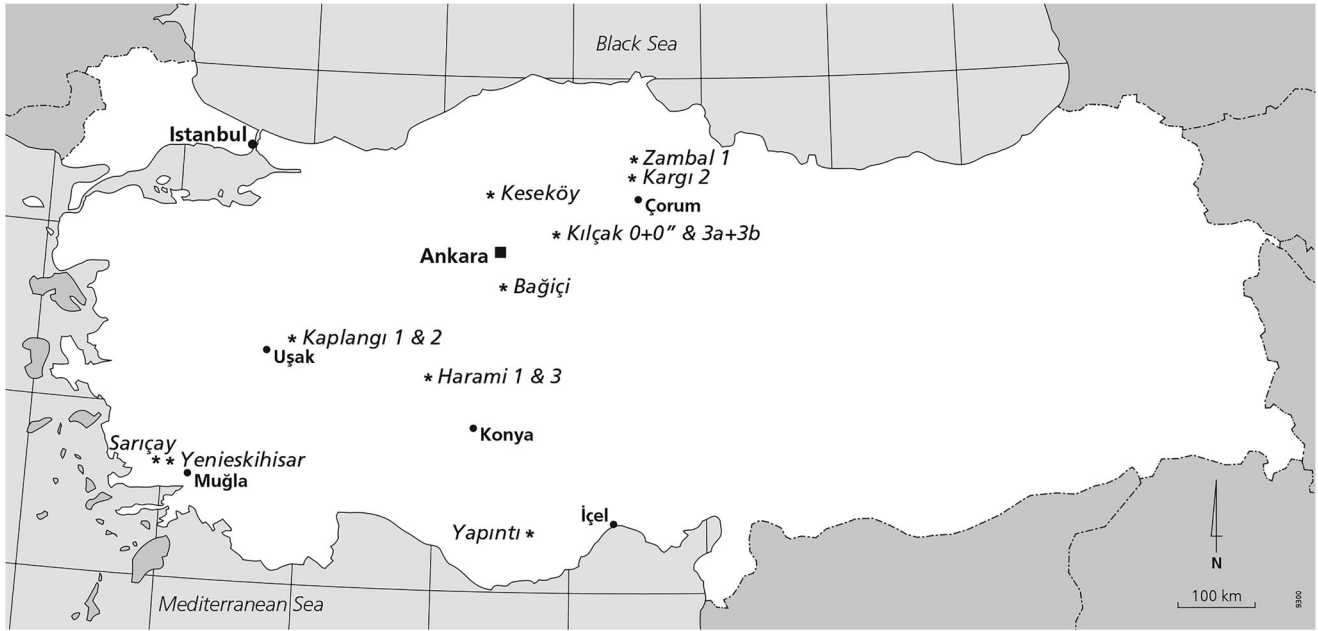 Black Sea
Istanbul
* Zambal 1
* Kargı 2
Keseköy
Çorum
* Kılçak 0+0″ & 3a+3b
Ankara
* Bağiçi
* Kaplangı 1 & 2
Uşak
* Harami 1 & 3
Konya
Sarıçay
* * Yenieskihisar
Muğla
İçel
Yapıntı *
N
Mediterranean Sea
100 km
9300